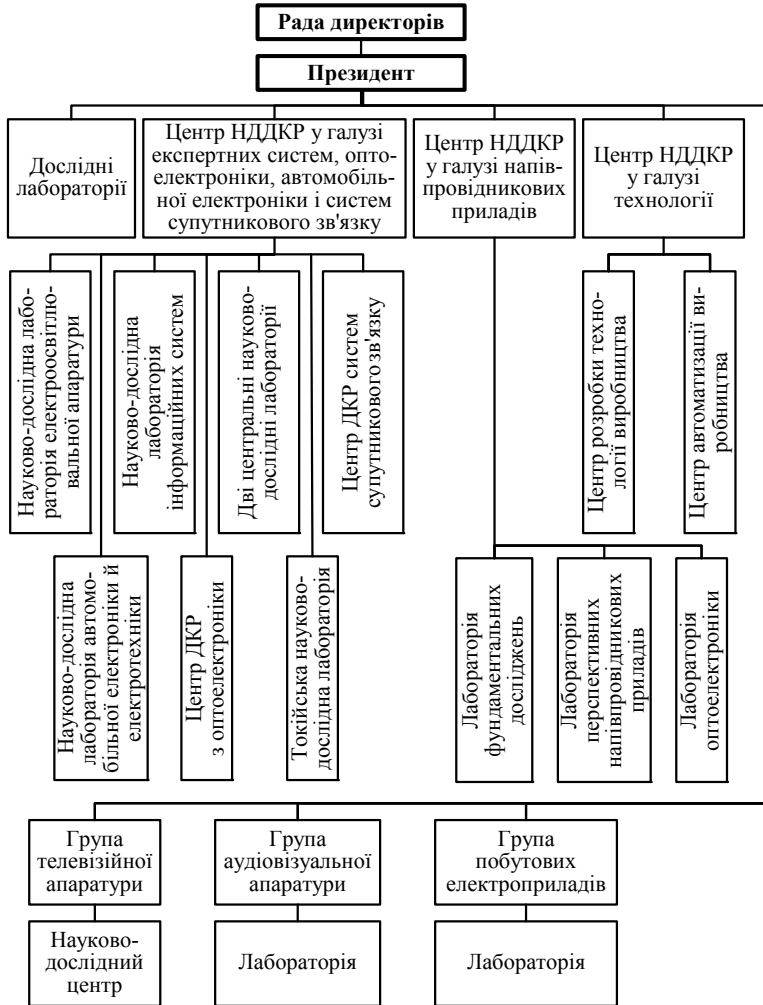 Рада директорів
Президент
Дослідні
лабораторії
Центр НДДКР у галузі
експертних систем, опто-
електроніки, автомобіль-
ної електроніки і систем
супутникового зв'язку
Центр НДДКР
у галузі напів-
провідникових
приладів
Центр НДДКР
у галузі
технології
Науково-дослідна лабо-
раторія електроосвітлю-
вальної апаратури
Науково-дослідна
лабораторія
інформаційних систем
Дві центральні науково-
дослідні лабораторії
Центр ДКР систем
супутникового зв'язку
Центр розробки техно-
логії виробництва
Центр автоматизації ви-
робництва
Науково-дослідна
лабораторія автомо-
більної електроніки й
електротехніки
Центр ДКР
з оптоелектроніки
Токійська науково-
дослідна лабораторія
Лабораторія
фундаментальних
досліджень
Лабораторія
перспективних
напівпровідникових
приладів
Лабораторія
оптоелектроніки
Група
телевізійної
апаратури
Група
аудіовізуальної
апаратури
Група
побутових
електроприладів
Науково-
дослідний
центр
Лабораторія
Лабораторія